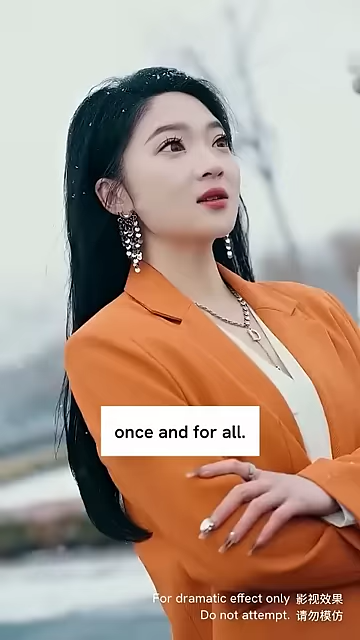 once and for all.
For dramatic effect only 影视效果
Do not attempt. 请勿模仿